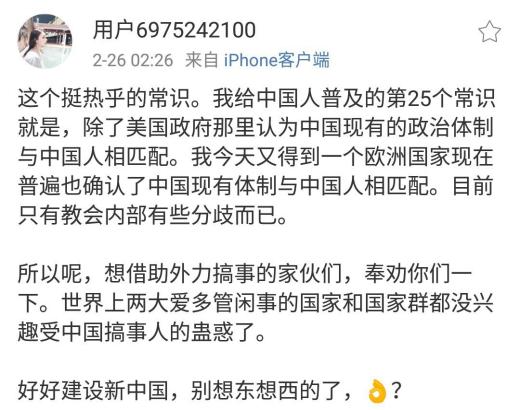 用户6975242100
2-26 02:26 来自 iPhone客户端
这个挺热乎的常识。我给中国人普及的第25个常识
就是，除了美国政府那里认为中国现有的政治体制
与中国人相匹配。我今天又得到一个欧洲国家现在
普遍也确认了中国现有体制与中国人相匹配。目前
只有教会内部有些分歧而已。
所以呢，想借助外力搞事的家伙们，奉劝你们一
下。世界上两大爱多管闲事的国家和国家群都没兴
趣受中国搞事人的蛊惑了。
好好建设新中国，别想东想西的了，👌？